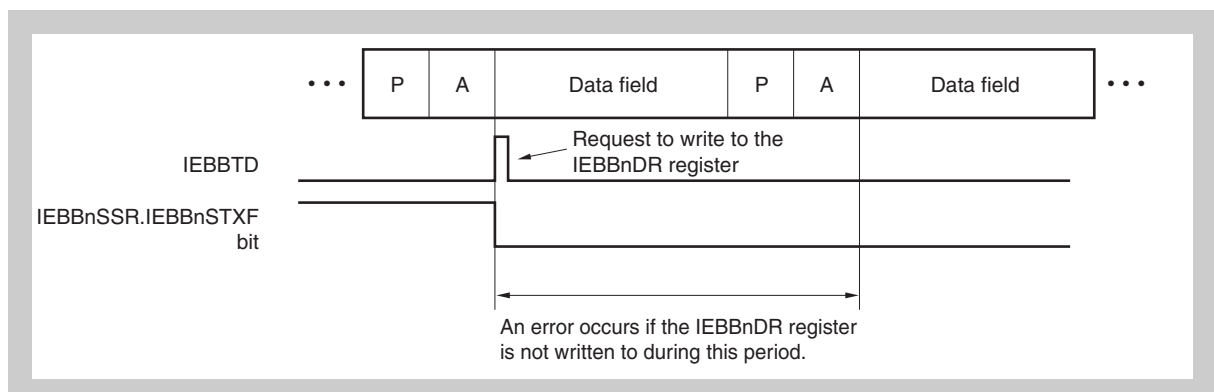 ••• P A Data field P A Data field •••
Request to write to the
IEBBnDR register
IEBBTD
IEBBnSSR.IEBBnSTXF
bit
An error occurs if the IEBBnDR register
is not written to during this period.